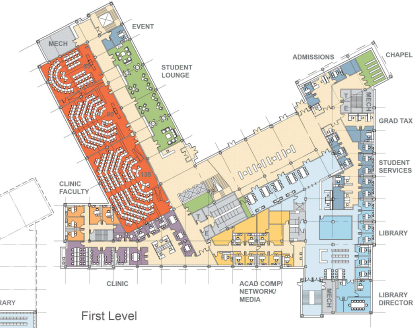 EVENT
MECH
STUDENT
LOUNGE
ADMISSIONS
CHAPEL
MECH
GRAD TAX
STUDENT
SERVICES
CLINIC
FACULTY
LIBRARY
CLINIC
ACAD COMP/
NETWORK/
MEDIA
MECH
LIBRARY
DIRECTOR
RARY
First Level